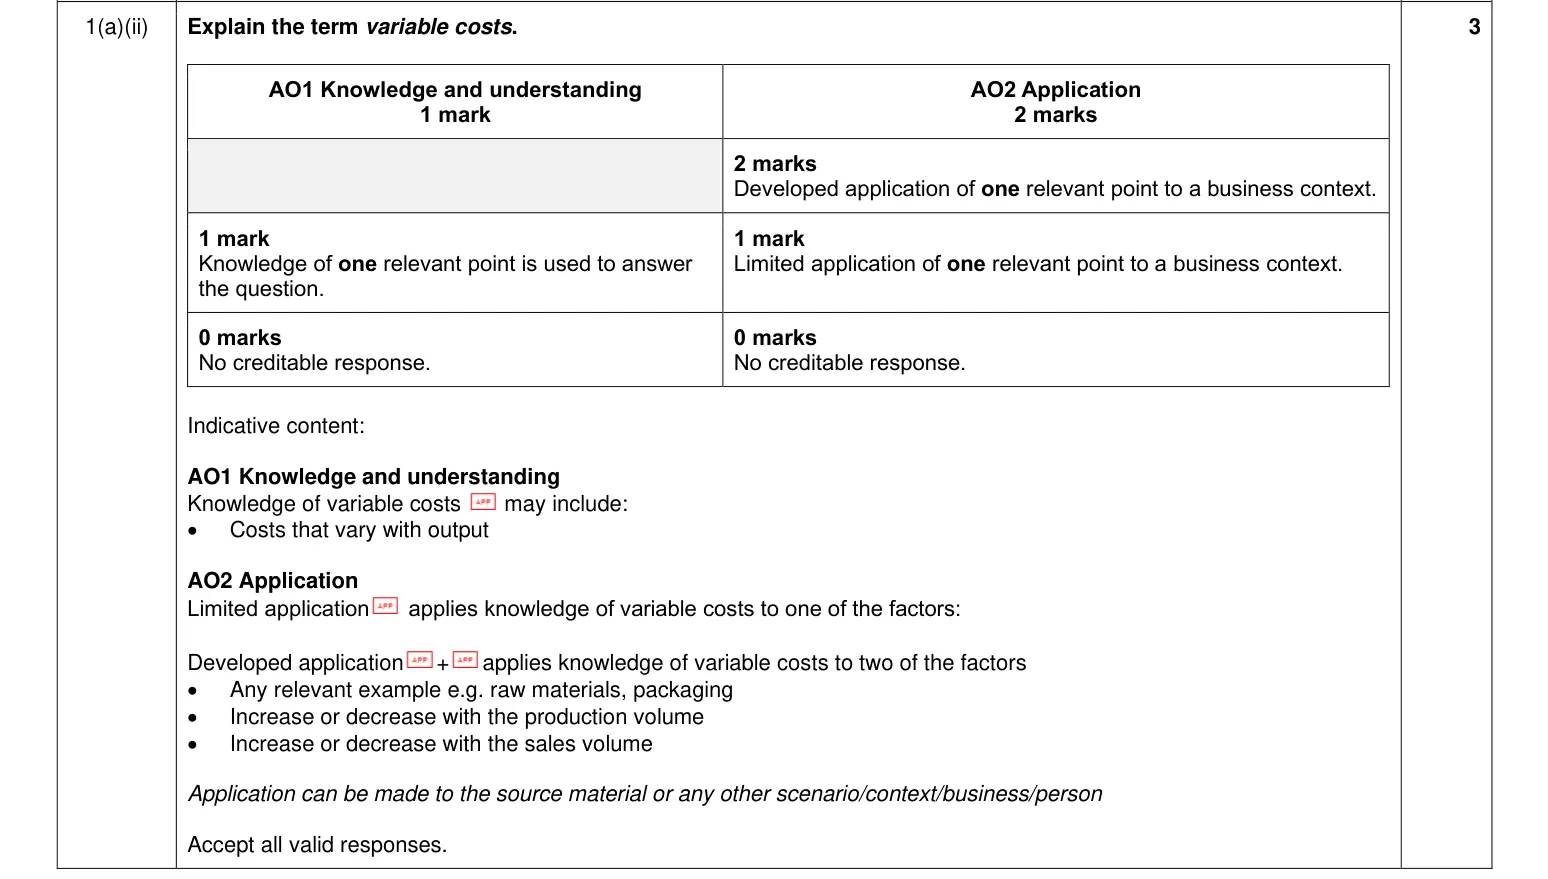 1(a)(ii) Explain the term variable costs. 3
AO1 Knowledge and understanding
1 mark
AO2 Application
2 marks
2 marks
Developed application of one relevant point to a business context.
1 mark
Knowledge of one relevant point is used to answer
the question.
1 mark
Limited application of one relevant point to a business context.
0 marks
No creditable response.
0 marks
No creditable response.
Indicative content:
AO1 Knowledge and understanding
Knowledge of variable costs APP may include:
• Costs that vary with output
AO2 Application
Limited application APP applies knowledge of variable costs to one of the factors:
Developed application APP + APP applies knowledge of variable costs to two of the factors
• Any relevant example e.g. raw materials, packaging
• Increase or decrease with the production volume
• Increase or decrease with the sales volume
Application can be made to the source material or any other scenario/context/business/person
Accept all valid responses.